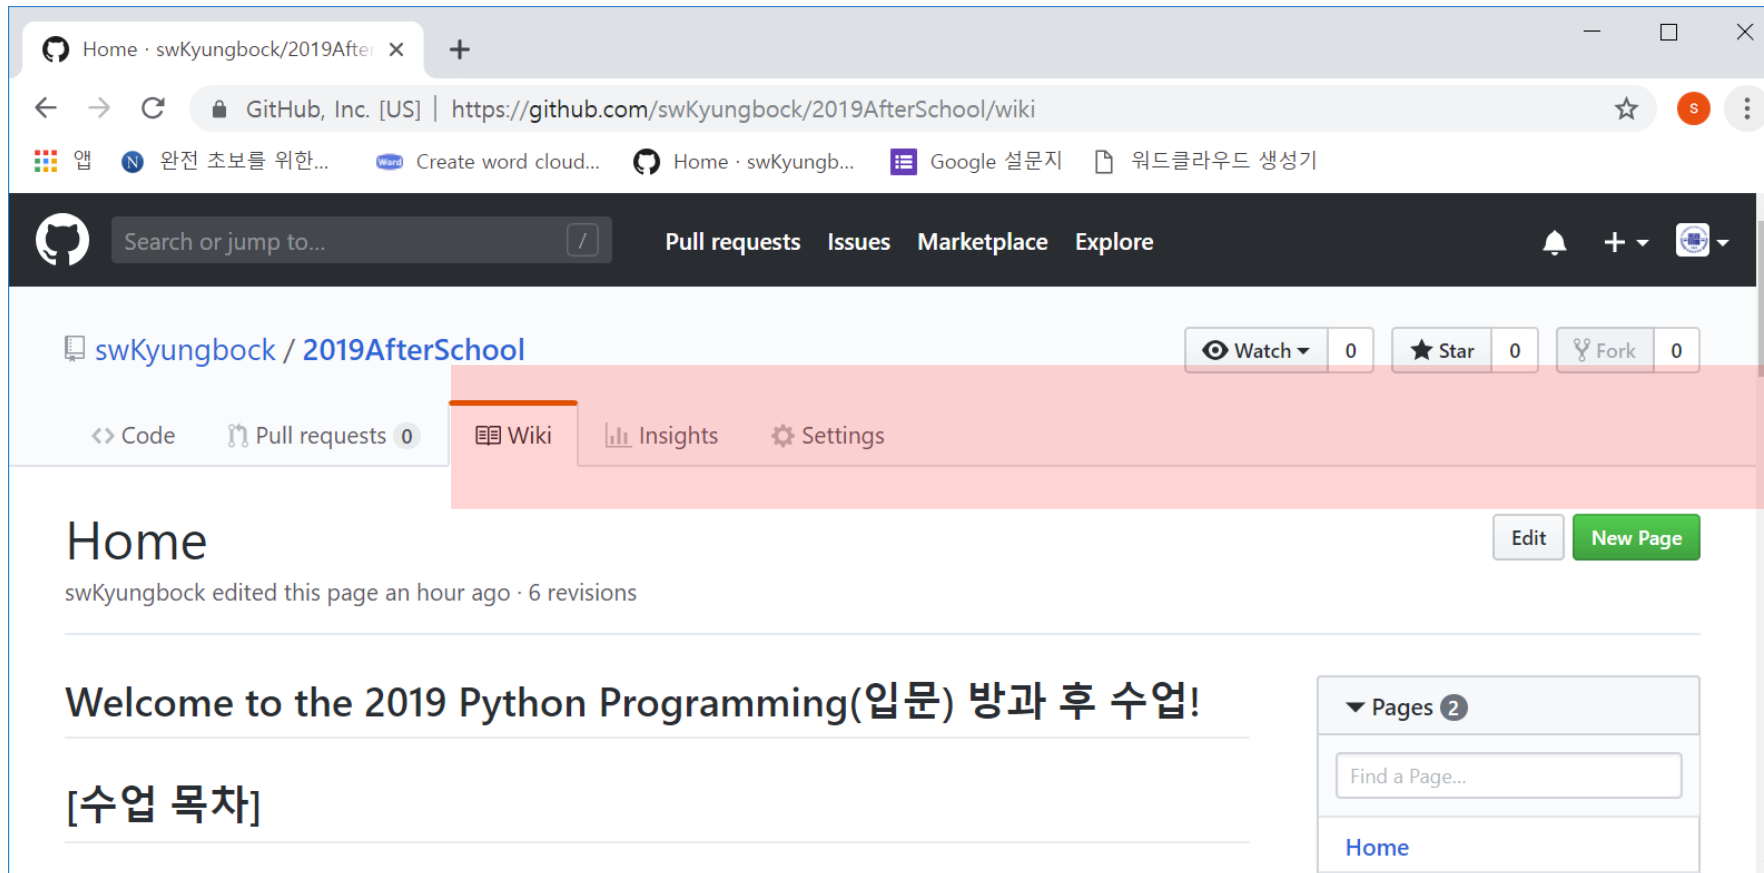 Home · swKyungbock/2019After
GitHub, Inc. [US] | https://github.com/swKyungbock/2019AfterSchool/wiki
S
앱 N 완전 초보를 위한... Word Create word cloud... Home · swKyungb... Google 설문지 워드클라우드 생성기
Search or jump to... / Pull requests Issues Marketplace Explore
swKyungbock / 2019AfterSchool Watch 0 Star 0 Fork 0
Code Pull requests 0 Wiki Insights Settings
Home Edit New Page
swKyungbock edited this page an hour ago · 6 revisions
Welcome to the 2019 Python Programming(입문) 방과 후 수업!
Pages 2
Find a Page...
[수업 목차]
Home